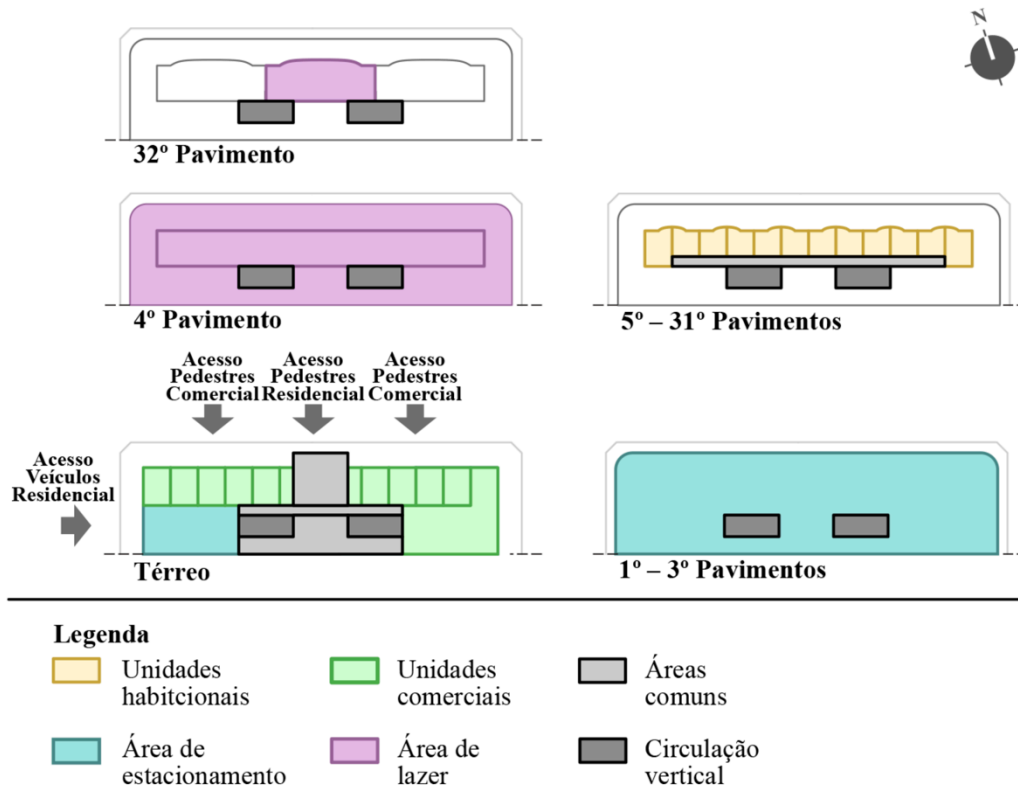 N
32º Pavimento
4º Pavimento
5º – 31º Pavimentos
Acesso
Pedestres
Comercial
Acesso
Pedestres
Residencial
Acesso
Pedestres
Comercial
Acesso
Veículos
Residencial
Térreo
1º – 3º Pavimentos
Legenda
Unidades
habitcionais
Unidades
comerciais
Áreas
comuns
Área de
estacionamento
Área de
lazer
Circulação
vertical